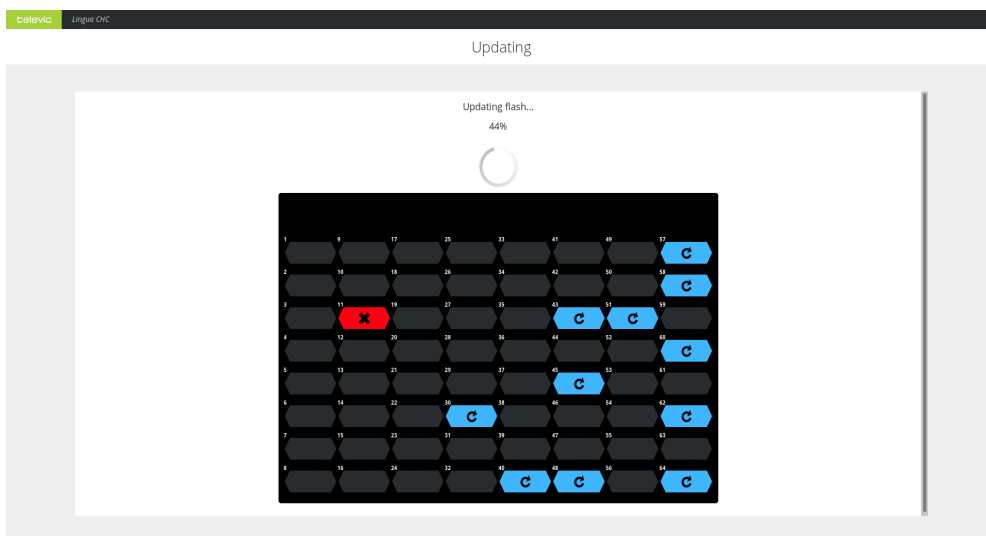 televic Lingua CHC
Updating
Updating flash...
44%
1 9 17 25 33 41 49 57
2 10 18 26 34 42 50 58
3 11 19 27 35 43 51 59
4 12 20 28 36 44 52 60
5 13 21 29 37 45 53 61
6 14 22 30 38 46 54 62
7 15 23 31 39 47 55 63
8 16 24 32 40 48 56 64